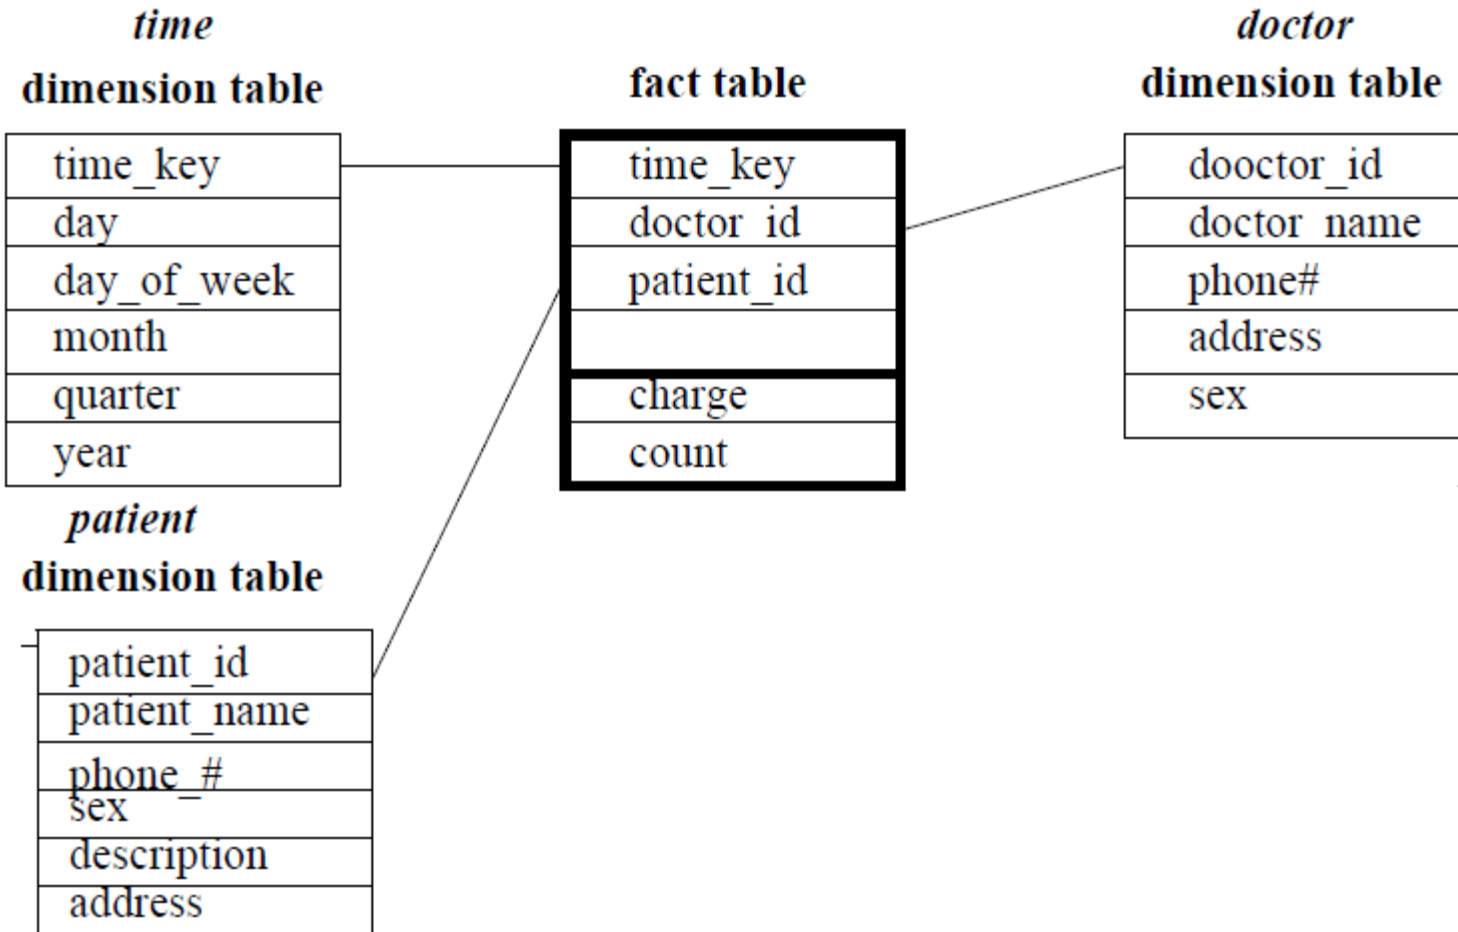 time
dimension table
time_key
day
day_of_week
month
quarter
year
fact table
time_key
doctor_id
patient_id
charge
count
doctor
dimension table
dooctor_id
doctor_name
phone#
address
sex
patient
dimension table
patient_id
patient_name
phone_#
sex
description
address